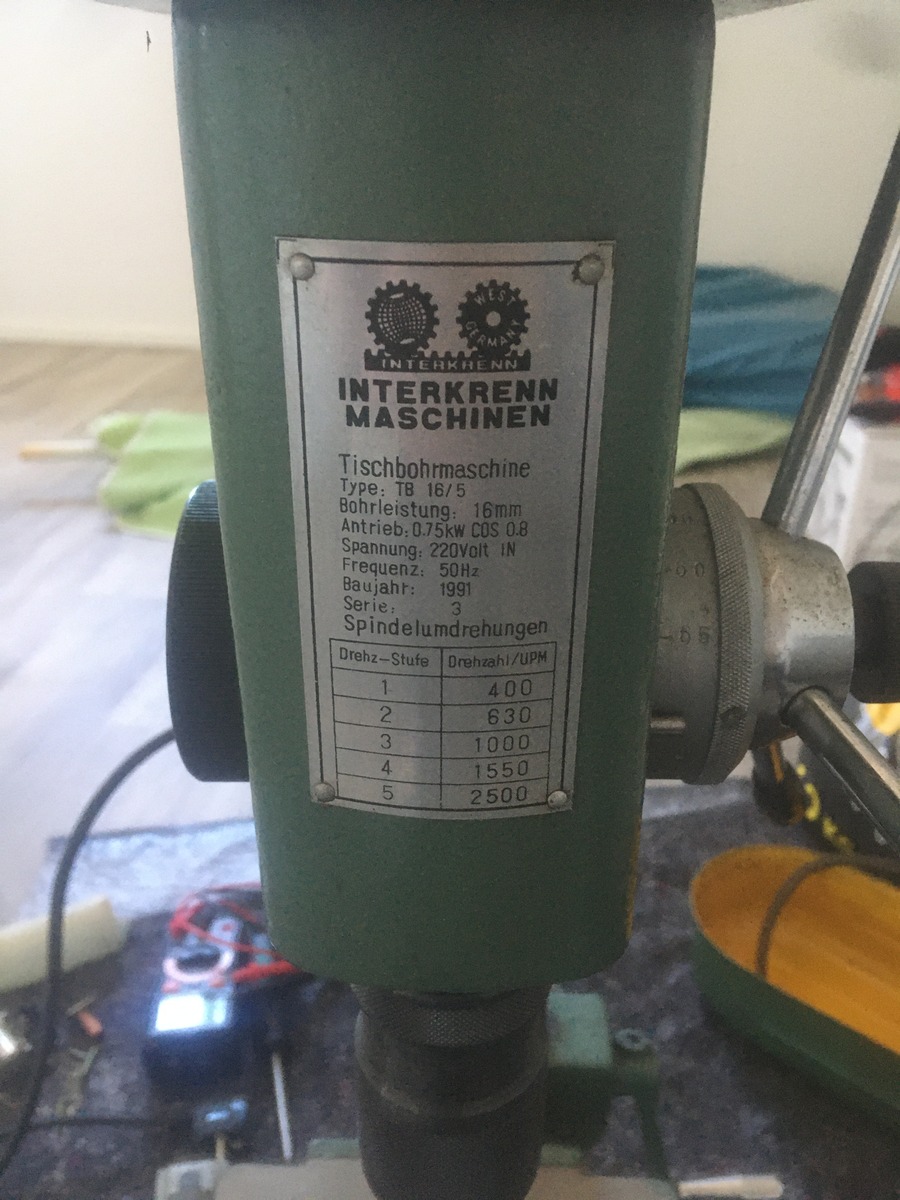 WEST
GERMANY
INTERKRENN
INTERKRENN
MASCHINEN
Tischbohrmaschine
Type: TB 16/5
Bohrleistung: 16mm
Antrieb: 0.75kW COS 0.8
Spannung: 220Volt 1N
Frequenz: 50Hz
Baujahr: 1991
Serie: 3
Spindelumdrehungen
Drehz-Stufe Drehzahl/UPM
1 400
2 630
3 1000
4 1550
5 2500